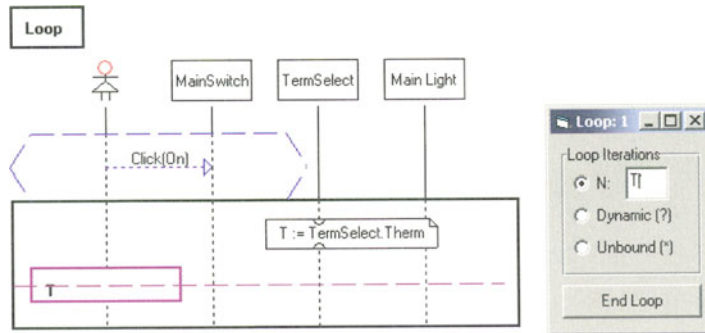 Loop
MainSwitch
TermSelect
Main Light
Click(On)
T := TermSelect.Therm
T
Loop: 1
Loop Iterations
N: T
Dynamic (?)
Unbound (*)
End Loop